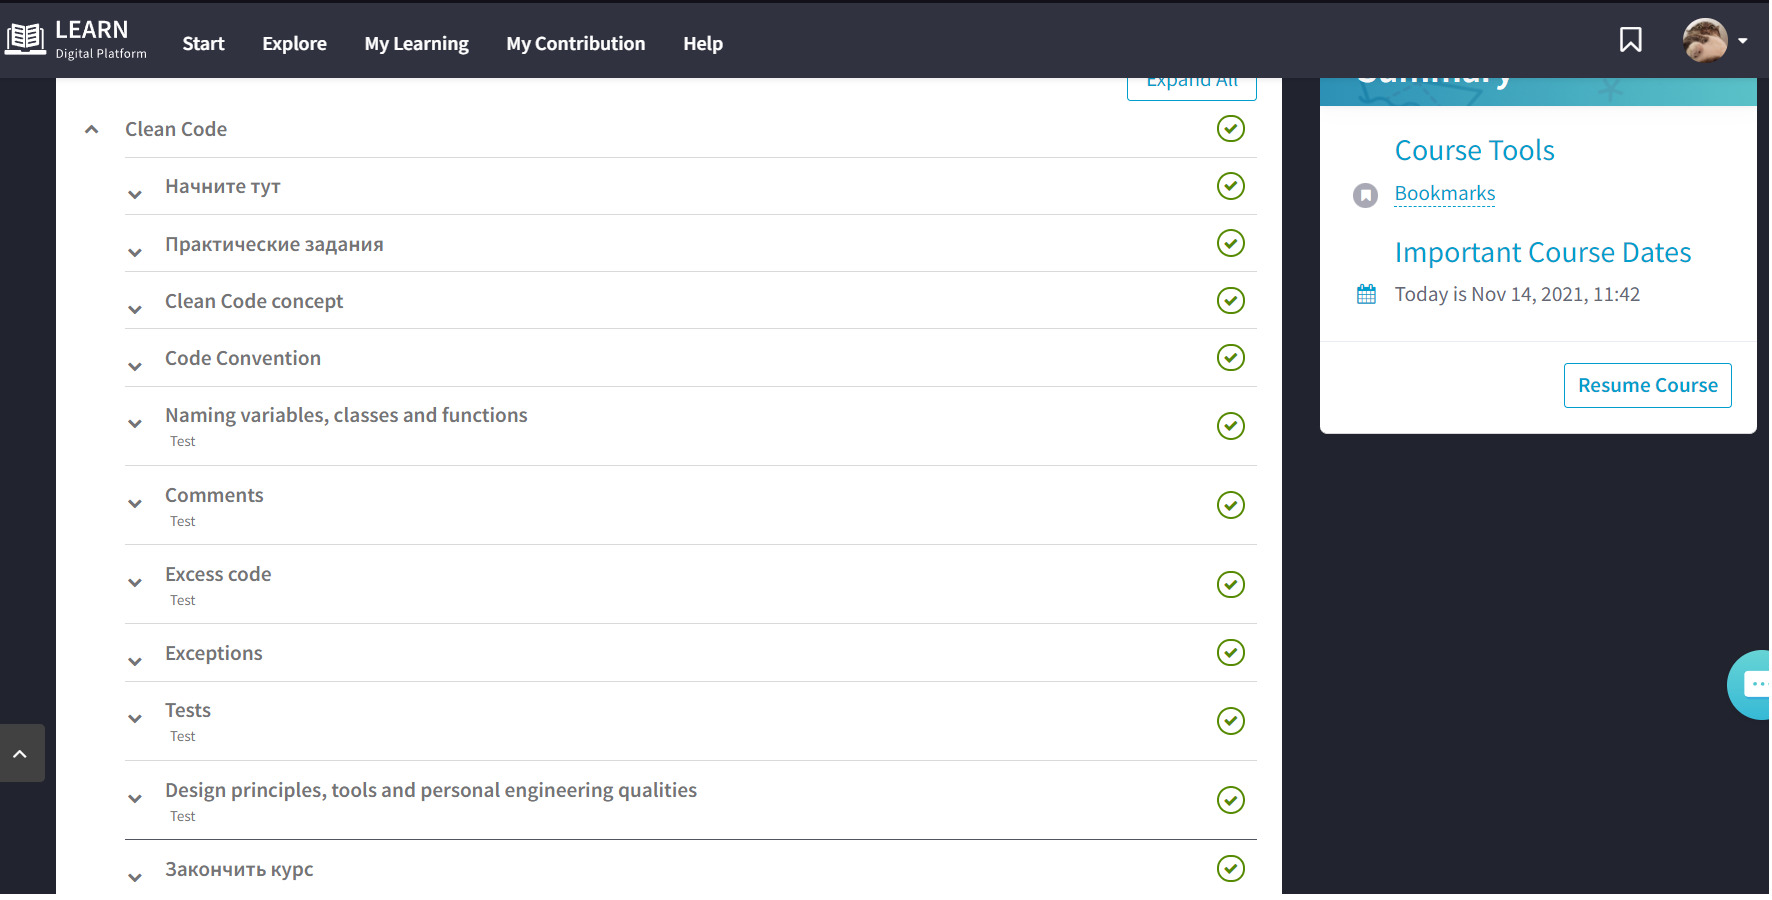 LEARN
Digital Platform
Start
Explore
My Learning
My Contribution
Help
Expand All
Summary
Clean Code
Начните тут
Практические задания
Clean Code concept
Code Convention
Naming variables, classes and functions
Test
Comments
Test
Excess code
Test
Exceptions
Tests
Test
Design principles, tools and personal engineering qualities
Test
Закончить курс
Course Tools
Bookmarks
Important Course Dates
Today is Nov 14, 2021, 11:42
Resume Course